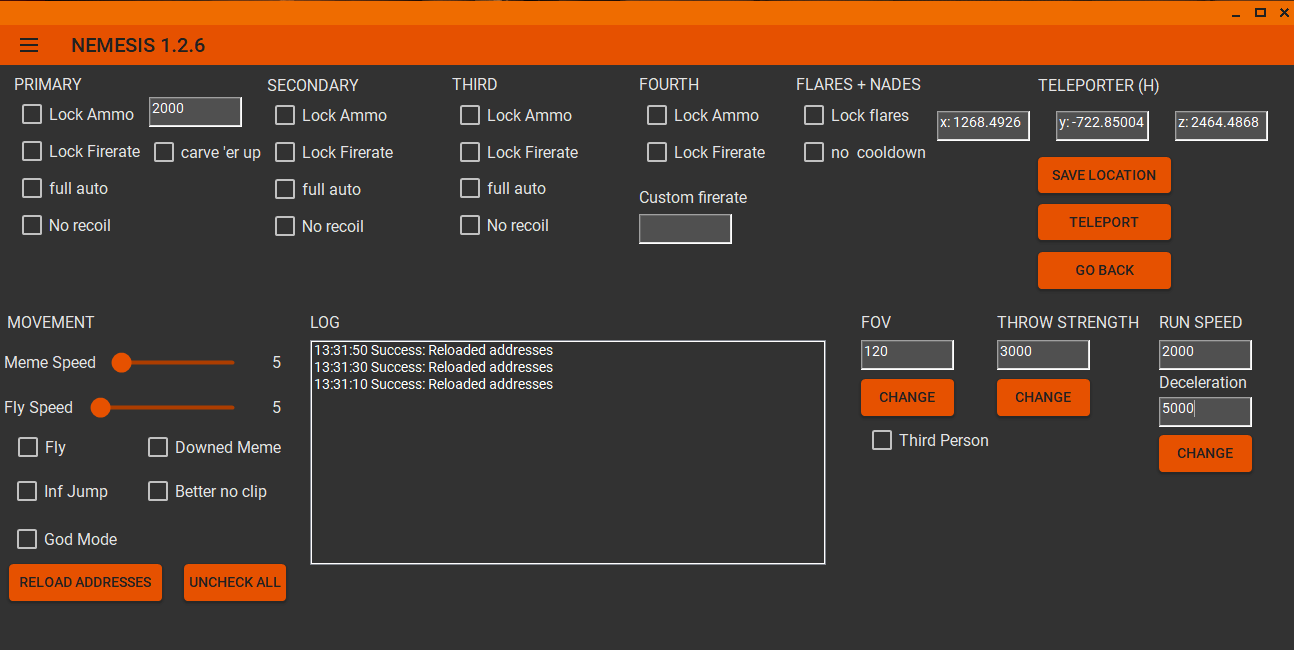 NEMESIS 1.2.6
PRIMARY
Lock Ammo 2000
Lock Firerate carve 'er up
full auto
No recoil
SECONDARY
Lock Ammo
Lock Firerate
full auto
No recoil
THIRD
Lock Ammo
Lock Firerate
full auto
No recoil
FOURTH
Lock Ammo
Lock Firerate
Custom firerate
FLARES + NADES
Lock flares
no cooldown
TELEPORTER (H)
x: 1268.4926 y: -722.85004 z: 2464.4868
SAVE LOCATION
TELEPORT
GO BACK
MOVEMENT
Meme Speed 5
Fly Speed 5
Fly Downed Meme
Inf Jump Better no clip
God Mode
RELOAD ADDRESSES UNCHECK ALL
LOG
13:31:50 Success: Reloaded addresses
13:31:30 Success: Reloaded addresses
13:31:10 Success: Reloaded addresses
FOV
120
CHANGE
Third Person
THROW STRENGTH
3000
CHANGE
RUN SPEED
2000
Deceleration
5000
CHANGE